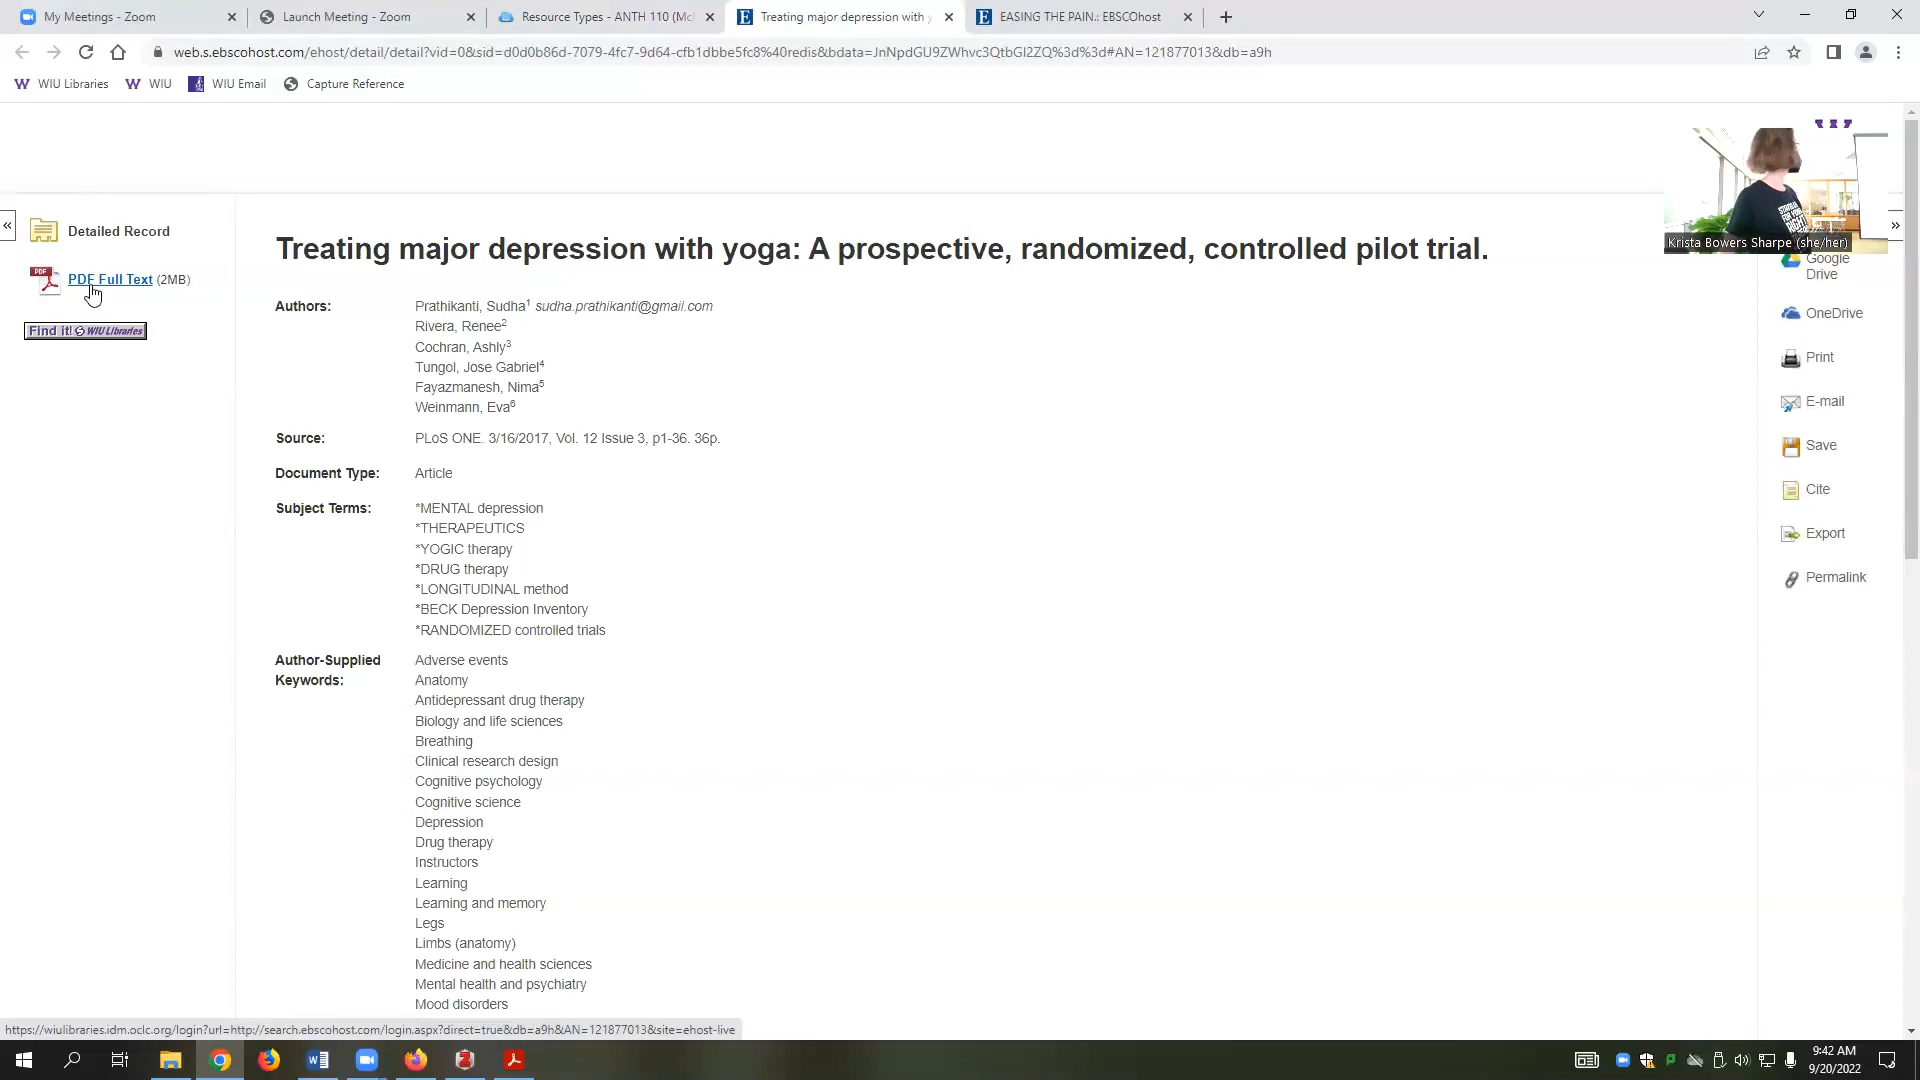 My Meetings - Zoom
Launch Meeting - Zoom
Resource Types - ANTH 110 (Mc
Treating major depression with y
EASING THE PAIN.: EBSCOhost
web.s.ebscohost.com/ehost/detail/detail?vid=0&sid=d0d0b86d-7079-4fc7-9d64-cfb1dbbe5fc8%40redis&bdata=JnNpdGU9ZWhvc3QtbGl2ZQ%3d%3d#AN=121877013&db=a9h
WIU Libraries
WIU
WIU Email
Capture Reference
Detailed Record
PDF Full Text (2MB)
Find it! WIU Libraries
Treating major depression with yoga: A prospective, randomized, controlled pilot trial.
Authors:
Prathikanti, Sudha1 sudha.prathikanti@gmail.com
Rivera, Renee2
Cochran, Ashly3
Tungol, Jose Gabriel4
Fayazmanesh, Nima5
Weinmann, Eva6
Source:
PLoS ONE. 3/16/2017, Vol. 12 Issue 3, p1-36. 36p.
Document Type:
Article
Subject Terms:
*MENTAL depression
*THERAPEUTICS
*YOGIC therapy
*DRUG therapy
*LONGITUDINAL method
*BECK Depression Inventory
*RANDOMIZED controlled trials
Author-Supplied
Keywords:
Adverse events
Anatomy
Antidepressant drug therapy
Biology and life sciences
Breathing
Clinical research design
Cognitive psychology
Cognitive science
Depression
Drug therapy
Instructors
Learning
Learning and memory
Legs
Limbs (anatomy)
Medicine and health sciences
Mental health and psychiatry
Mood disorders
Krista Bowers Sharpe (she/her)
Google
Drive
OneDrive
Print
E-mail
Save
Cite
Export
Permalink
https://wiulibraries.idm.oclc.org/login?url=http://search.ebscohost.com/login.aspx?direct=true&db=a9h&AN=121877013&site=ehost-live
9:42 AM
9/20/2022